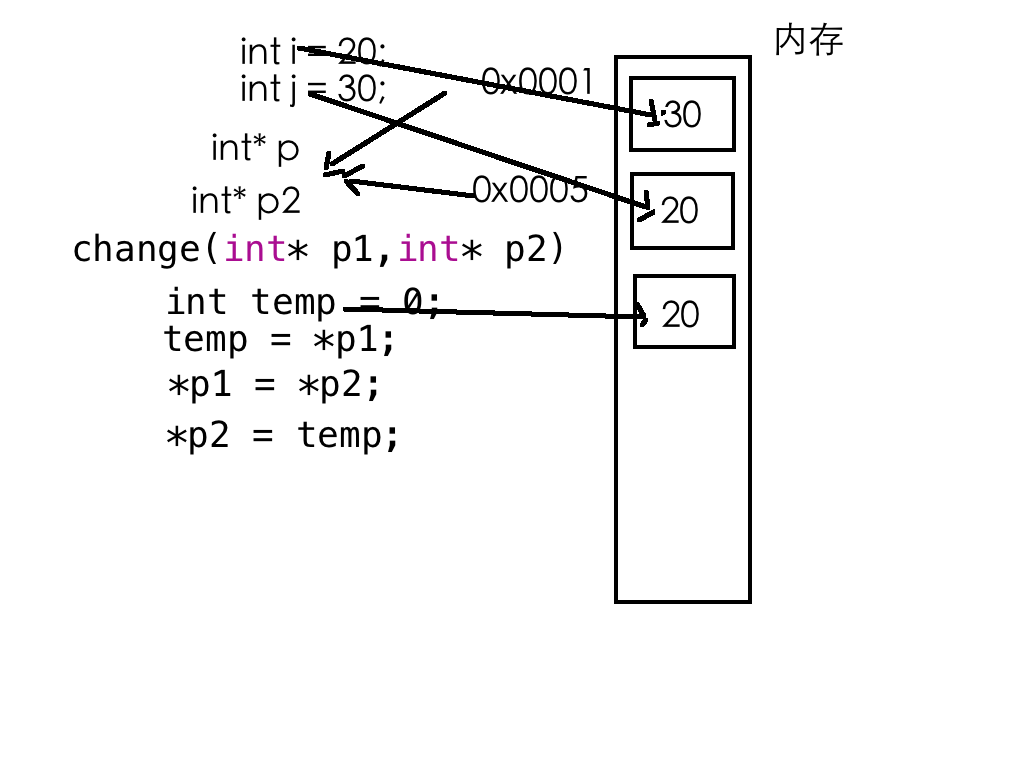 内存
int i = 20;
0x0001
int j = 30;
30
int* p
int* p2
0x0005
20
change(int* p1,int* p2)
int temp = 0;
20
temp = *p1;
*p1 = *p2;
*p2 = temp;